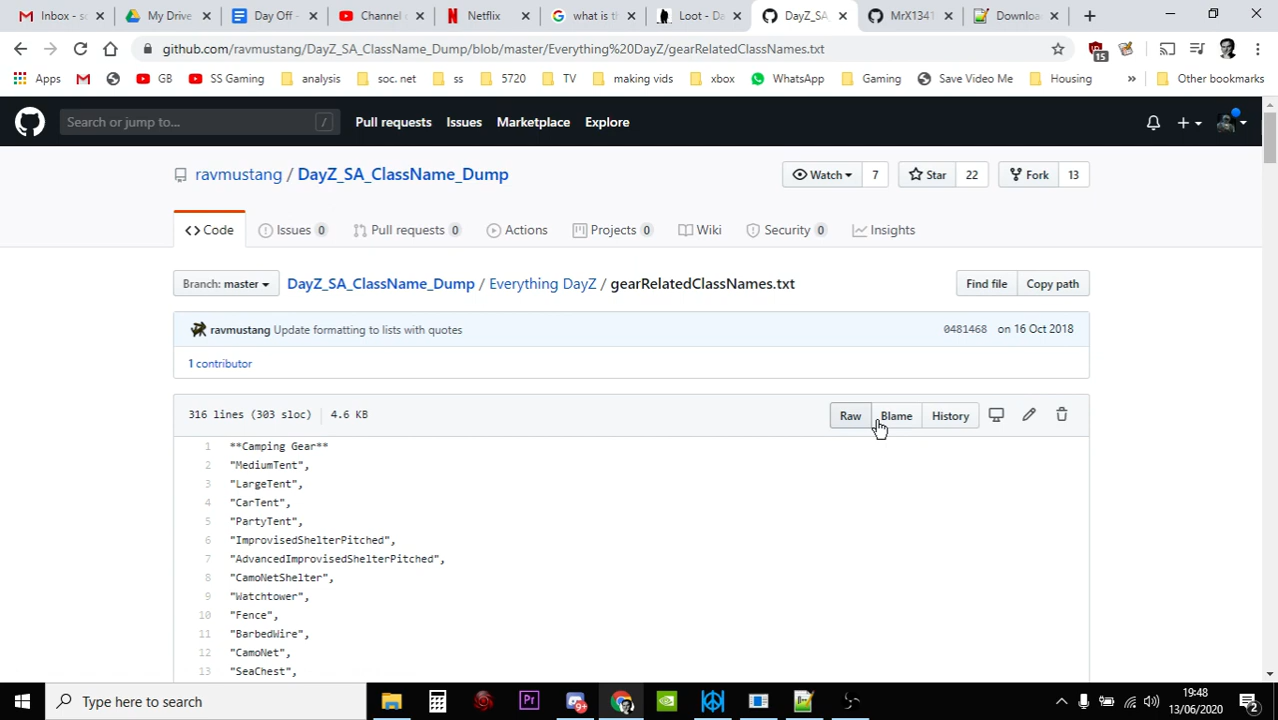 Inbox - sc
My Drive
Day Off -
Channel c
Netflix
what is th
Loot - Da
DayZ_SA_
MrX1341
Downloa
github.com/ravmustang/DayZ_SA_ClassName_Dump/blob/master/Everything%20DayZ/gearRelatedClassNames.txt
15
Apps
GB
SS Gaming
analysis
soc. net
ss
5720
TV
making vids
xbox
WhatsApp
Gaming
Save Video Me
Housing
»
Other bookmarks
Search or jump to...
/
Pull requests
Issues
Marketplace
Explore
ravmustang / DayZ_SA_ClassName_Dump
Watch
7
Star
22
Fork
13
<> Code
Issues 0
Pull requests 0
Actions
Projects 0
Wiki
Security 0
Insights
Branch: master
DayZ_SA_ClassName_Dump / Everything DayZ / gearRelatedClassNames.txt
Find file
Copy path
ravmustang Update formatting to lists with quotes
0481468 on 16 Oct 2018
1 contributor
316 lines (303 sloc)
4.6 KB
Raw
Blame
History
1 **Camping Gear**
2 "MediumTent",
3 "LargeTent",
4 "CarTent",
5 "PartyTent",
6 "ImprovisedShelterPitched",
7 "AdvancedImprovisedShelterPitched",
8 "CamoNetShelter",
9 "Watchtower",
10 "Fence",
11 "BarbedWire",
12 "CamoNet",
13 "SeaChest",
Type here to search
Pr
19:48
13/06/2020
2